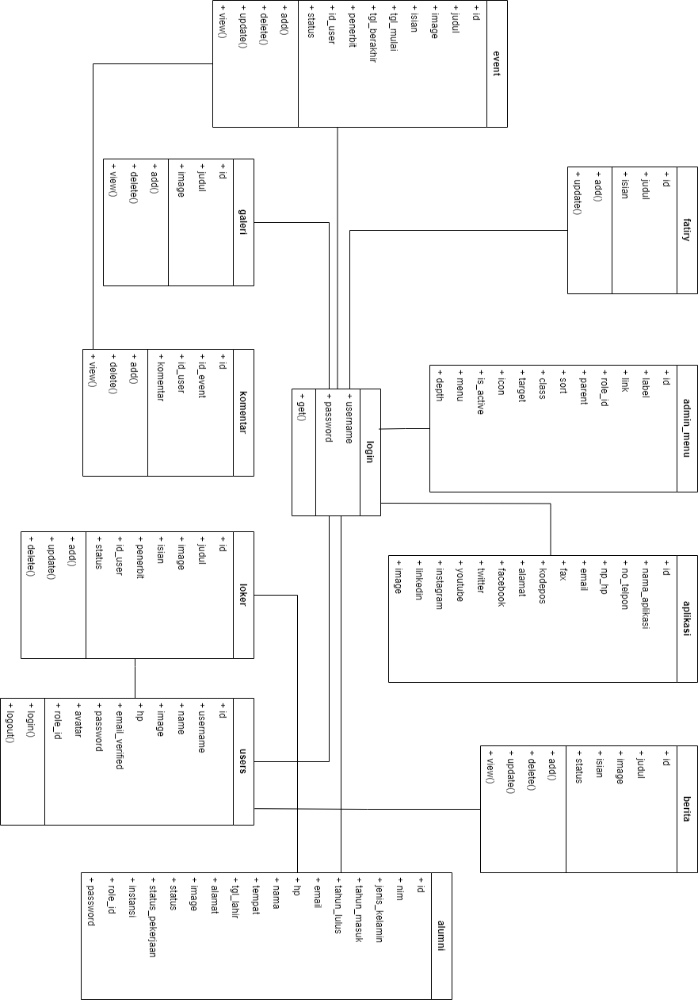 fatiry
+ id
+ judul
+ isian
+ add()
+ update()
admin_menu
+ id
+ label
+ link
+ role_id
+ parent
+ sort
+ class
+ target
+ icon
+ is_active
+ menu
+ depth
aplikasi
+ id
+ nama_aplikasi
+ no_telpon
+ np_hp
+ email
+ fax
+ kodepos
+ alamat
+ facebook
+ twitter
+ youtube
+ instagram
+ linkedin
+ image
berita
+ id
+ judul
+ image
+ isian
+ status
+ add()
+ delete()
+ update()
+ view()
event
+ id
+ judul
+ image
+ isian
+ tgl_mulai
+ tgl_berakhir
+ penerbit
+ id_user
+ status
+ add()
+ delete()
+ update()
+ view()
login
+ username
+ password
+ get()
alumni
+ id
+ nim
+ jenis_kelamin
+ tahun_masuk
+ tahun_lulus
+ email
+ hp
+ nama
+ tempat
+ tgl_lahir
+ alamat
+ image
+ status
+ status_pekerjaan
+ instansi
+ role_id
+ password
galeri
+ id
+ judul
+ image
+ add()
+ delete()
+ view()
komentar
+ id
+ id_event
+ id_user
+ komentar
+ add()
+ delete()
+ view()
loker
+ id
+ judul
+ image
+ isian
+ penerbit
+ id_user
+ status
+ add()
+ update()
+ delete()
users
+ id
+ username
+ name
+ image
+ hp
+ email_verified
+ password
+ avatar
+ role_id
+ login()
+ logout()